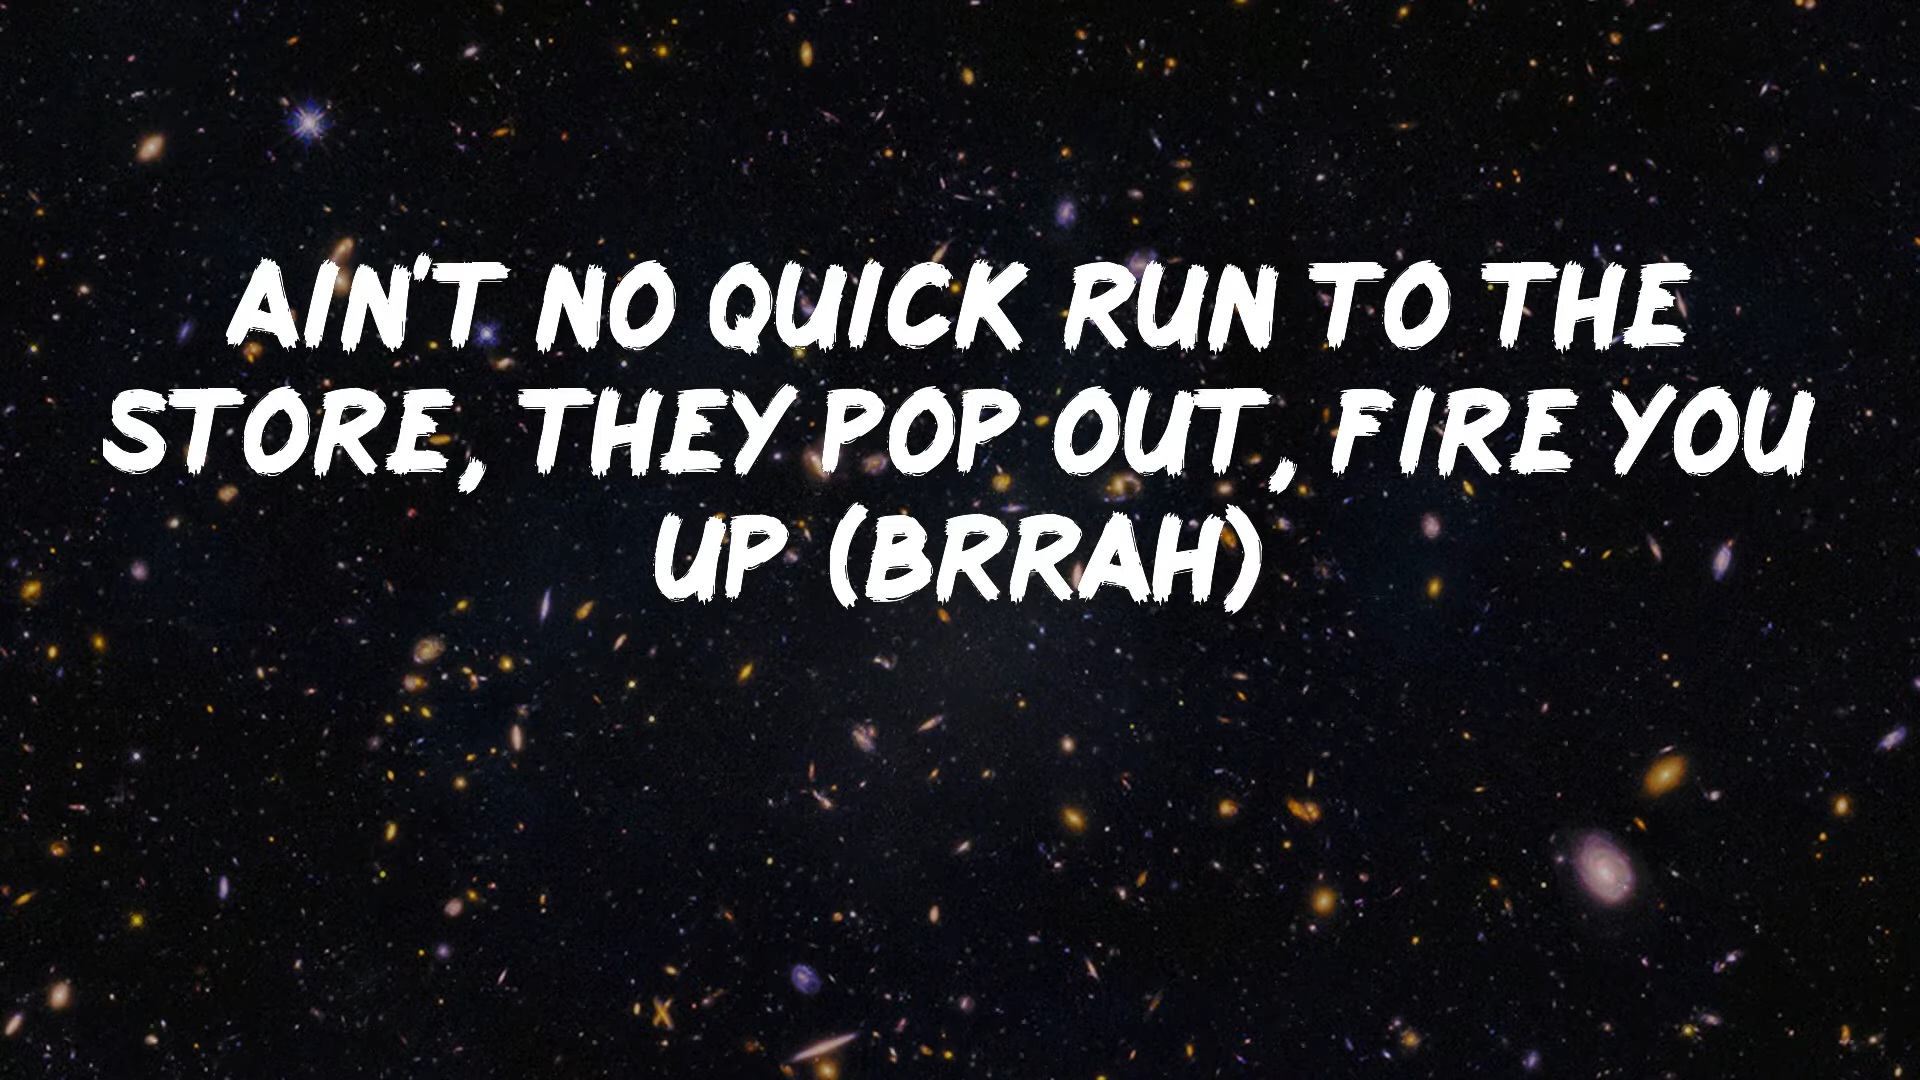 AIN'T NO QUICK RUN TO THE
STORE, THEY POP OUT, FIRE YOU
UP (BRRAH)